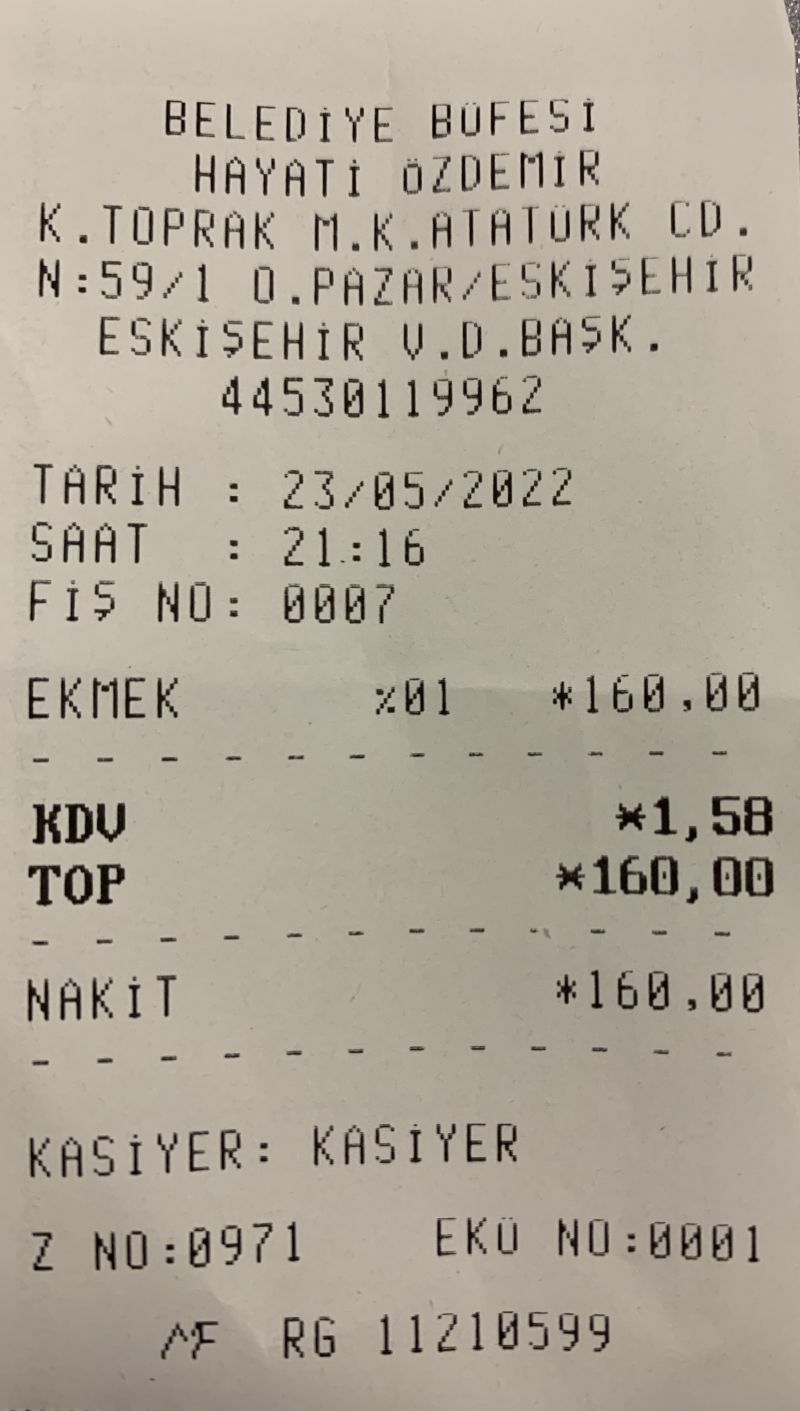 BELEDİYE BÜFESİ
HAYATİ ÖZDEMİR
K.TOPRAK M.K.ATATÜRK CD.
N:59/1 O.PAZAR/ESKİŞEHİR
ESKİŞEHİR V.D.BAŞK.
44530119962
TARİH : 23/05/2022
SAAT : 21:16
FİŞ NO: 0007
EKMEK %01 *160,00
- - - - - - - - - - - -
KDV *1,58
TOP *160,00
- - - - - - - - - - - -
NAKİT *160,00
- - - - - - - - - - - -
KASİYER: KASİYER
Z NO:0971 EKÜ NO:0001
RG 11210599